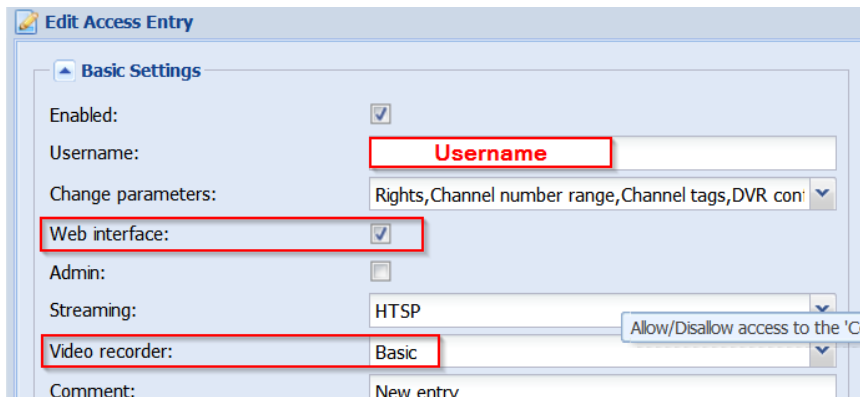 Edit Access Entry
Basic Settings
Enabled:
Username: Username
Change parameters: Rights,Channel number range,Channel tags,DVR con
Web interface:
Admin:
Streaming: HTSP
Allow/Disallow access to the 'C
Video recorder: Basic
Comment: New entry